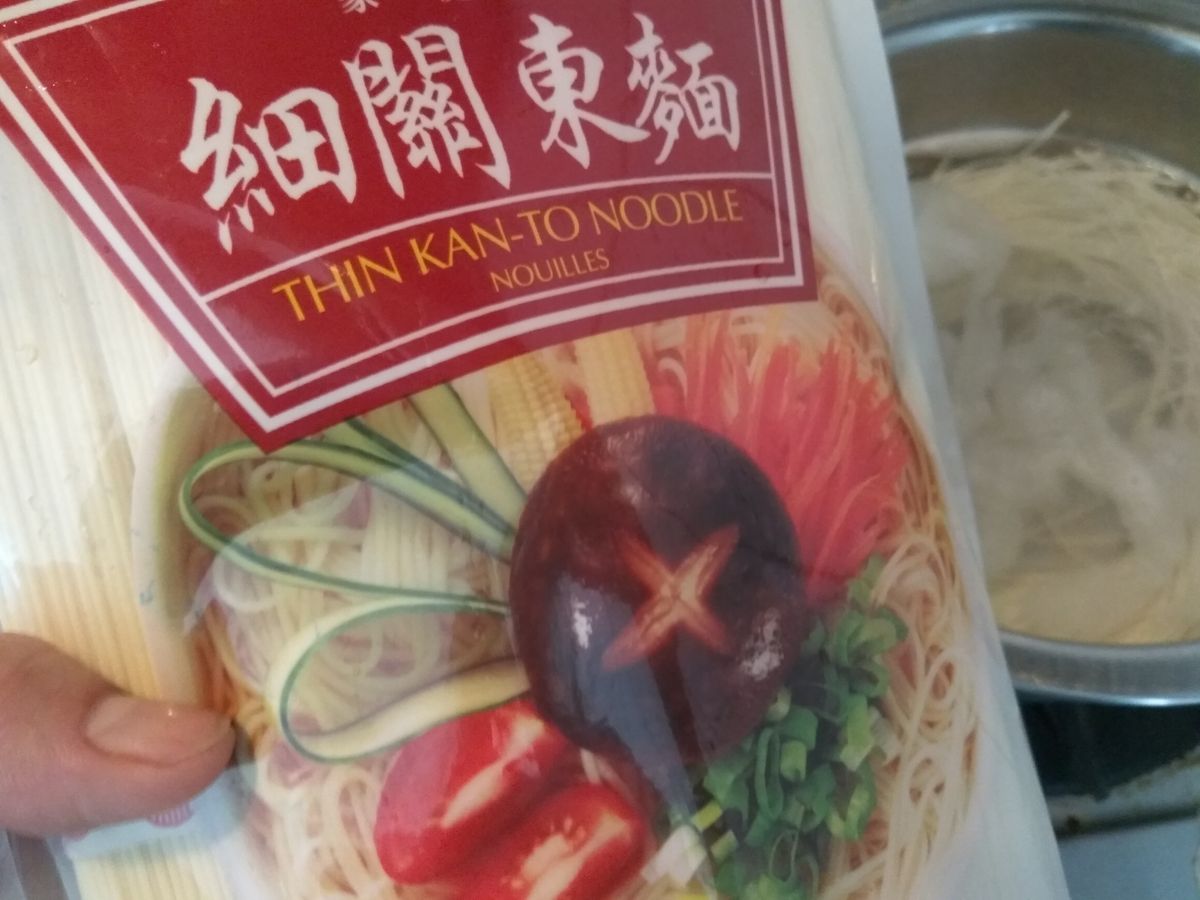 細關東麵
THIN KAN-TO NOODLE
NOUILLES